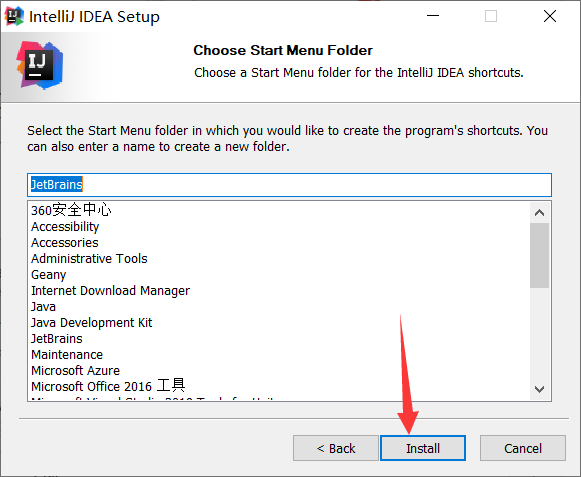 IntelliJ IDEA Setup
IJ
Choose Start Menu Folder
Choose a Start Menu folder for the IntelliJ IDEA shortcuts.
Select the Start Menu folder in which you would like to create the program's shortcuts. You
can also enter a name to create a new folder.
JetBrains
360安全中心
Accessibility
Accessories
Administrative Tools
Geany
Internet Download Manager
Java
Java Development Kit
JetBrains
Maintenance
Microsoft Azure
Microsoft Office 2016 工具
< Back
Install
Cancel